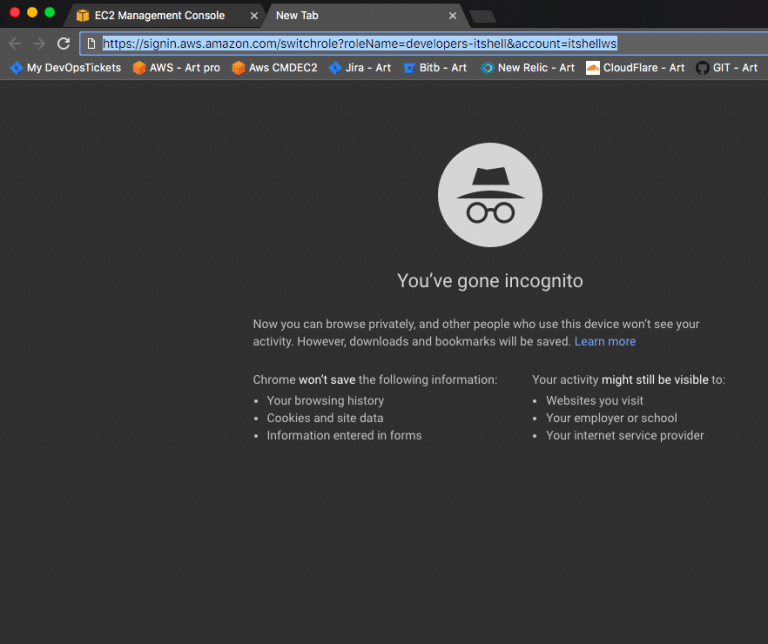 EC2 Management Console
New Tab
https://signin.aws.amazon.com/switchrole?roleName=developers-itshell&account=itshellws
My DevOpsTickets AWS - Art pro Aws CMDEC2 Jira - Art Bitb - Art New Relic - Art CloudFlare - Art GIT - Art
You’ve gone incognito
Now you can browse privately, and other people who use this device won’t see your
activity. However, downloads and bookmarks will be saved. Learn more
Chrome won’t save the following information:
• Your browsing history
• Cookies and site data
• Information entered in forms
Your activity might still be visible to:
• Websites you visit
• Your employer or school
• Your internet service provider